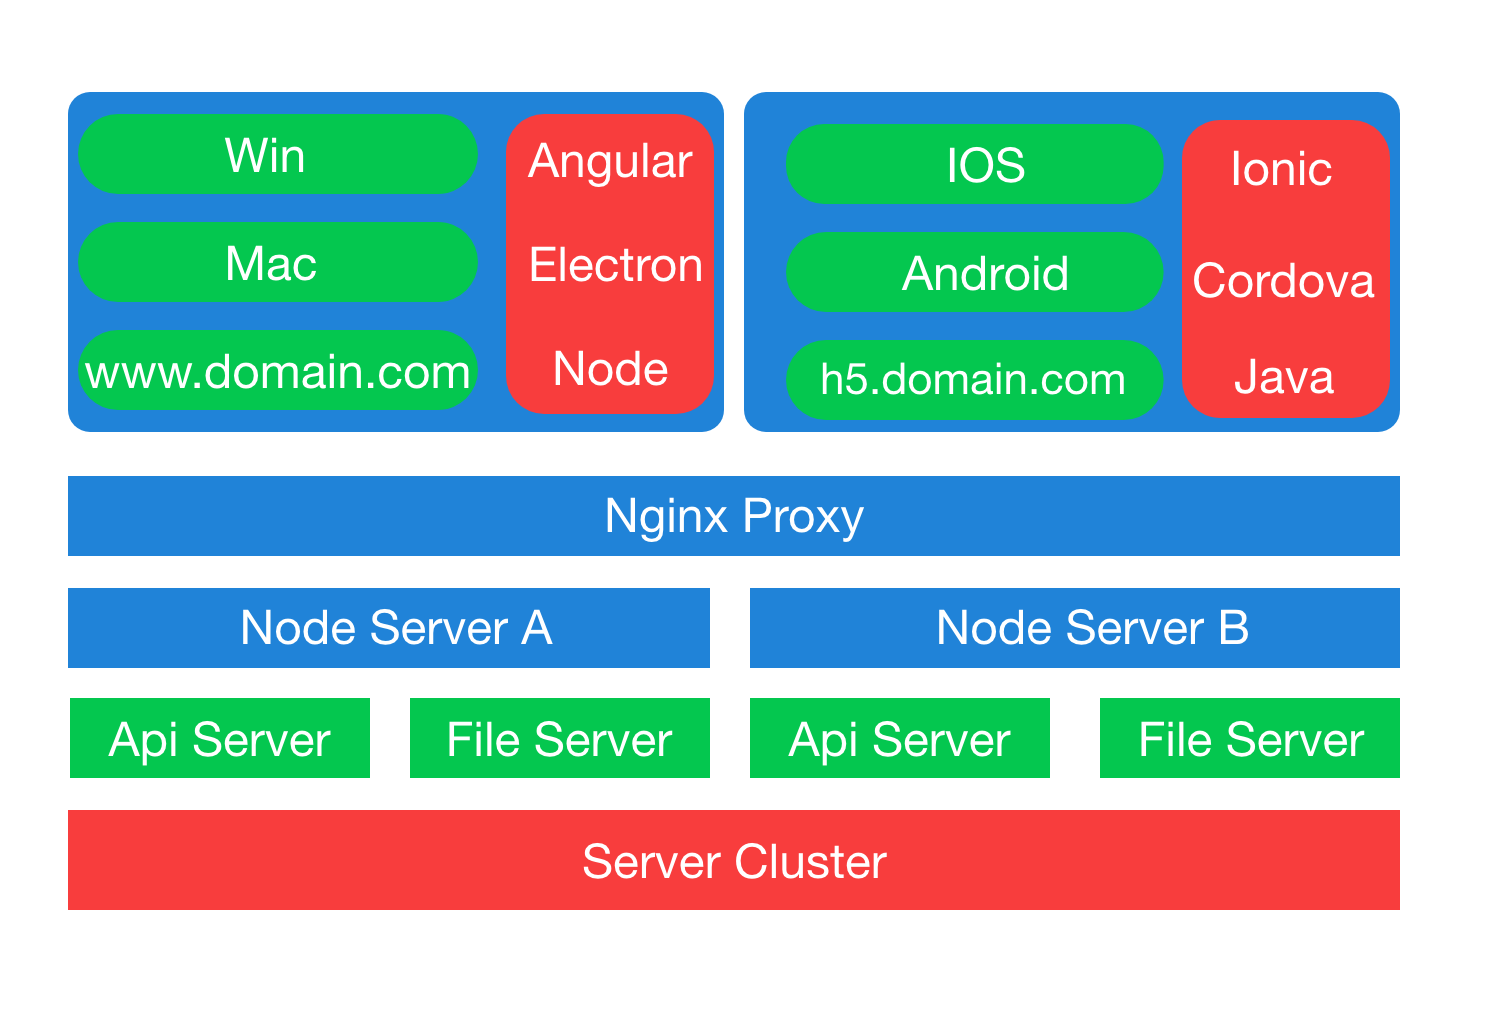 Win
Mac
www.domain.com
Angular
Electron
Node
IOS
Android
h5.domain.com
Ionic
Cordova
Java
Nginx Proxy
Node Server A
Node Server B
Api Server
File Server
Api Server
File Server
Server Cluster